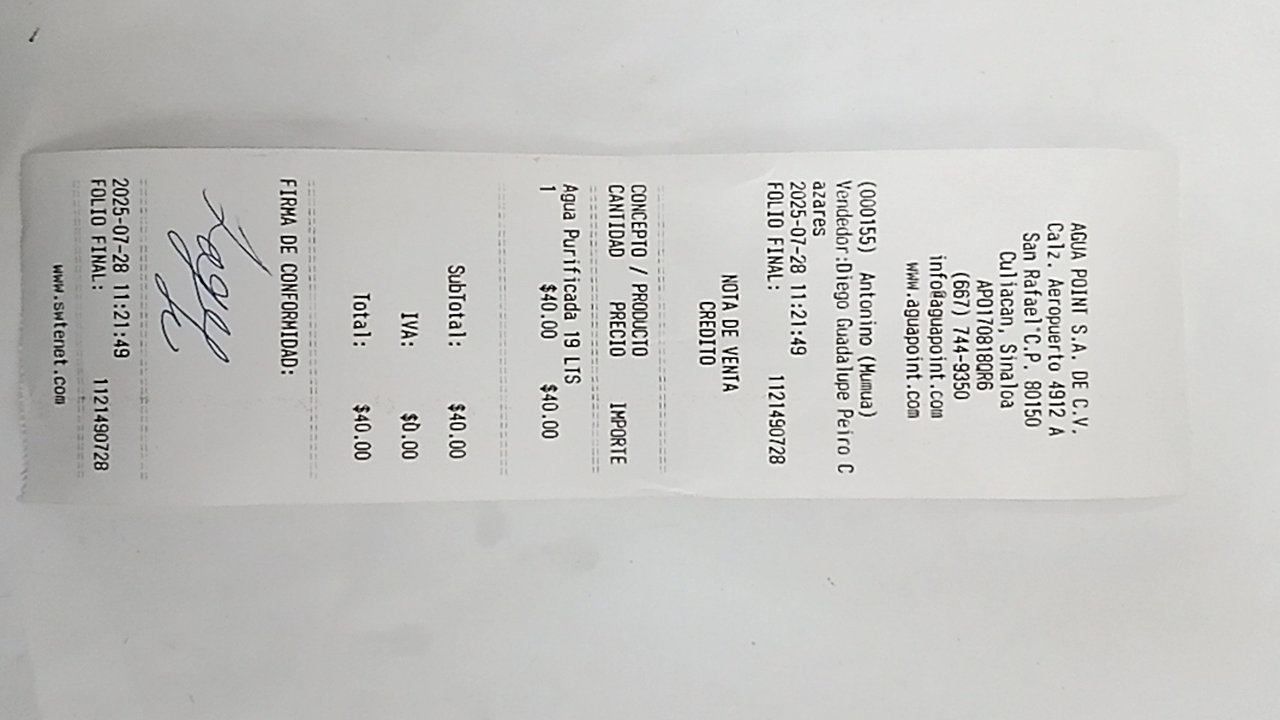 AGUA POINT S.A. DE C.V.
Calz. Aeropuerto 4912 A
San Rafael C.P. 80150
Culiacan, Sinaloa
APO170818QR6
(667) 744-9350
info@aguapoint.com
www.aguapoint.com
(000155) Antonino (Mumua)
Vendedor:Diego Guadalupe Peiro C
azares
2025-07-28 11:21:49
FOLIO FINAL: 1121490728
NOTA DE VENTA
CREDITO
CONCEPTO / PRODUCTO
CANTIDAD PRECIO IMPORTE
Agua Purificada 19 LTS
1 $40.00 $40.00
SubTotal: $40.00
IVA: $0.00
Total: $40.00
FIRMA DE CONFORMIDAD:
2025-07-28 11:21:49
FOLIO FINAL: 1121490728
www.swtenet.com